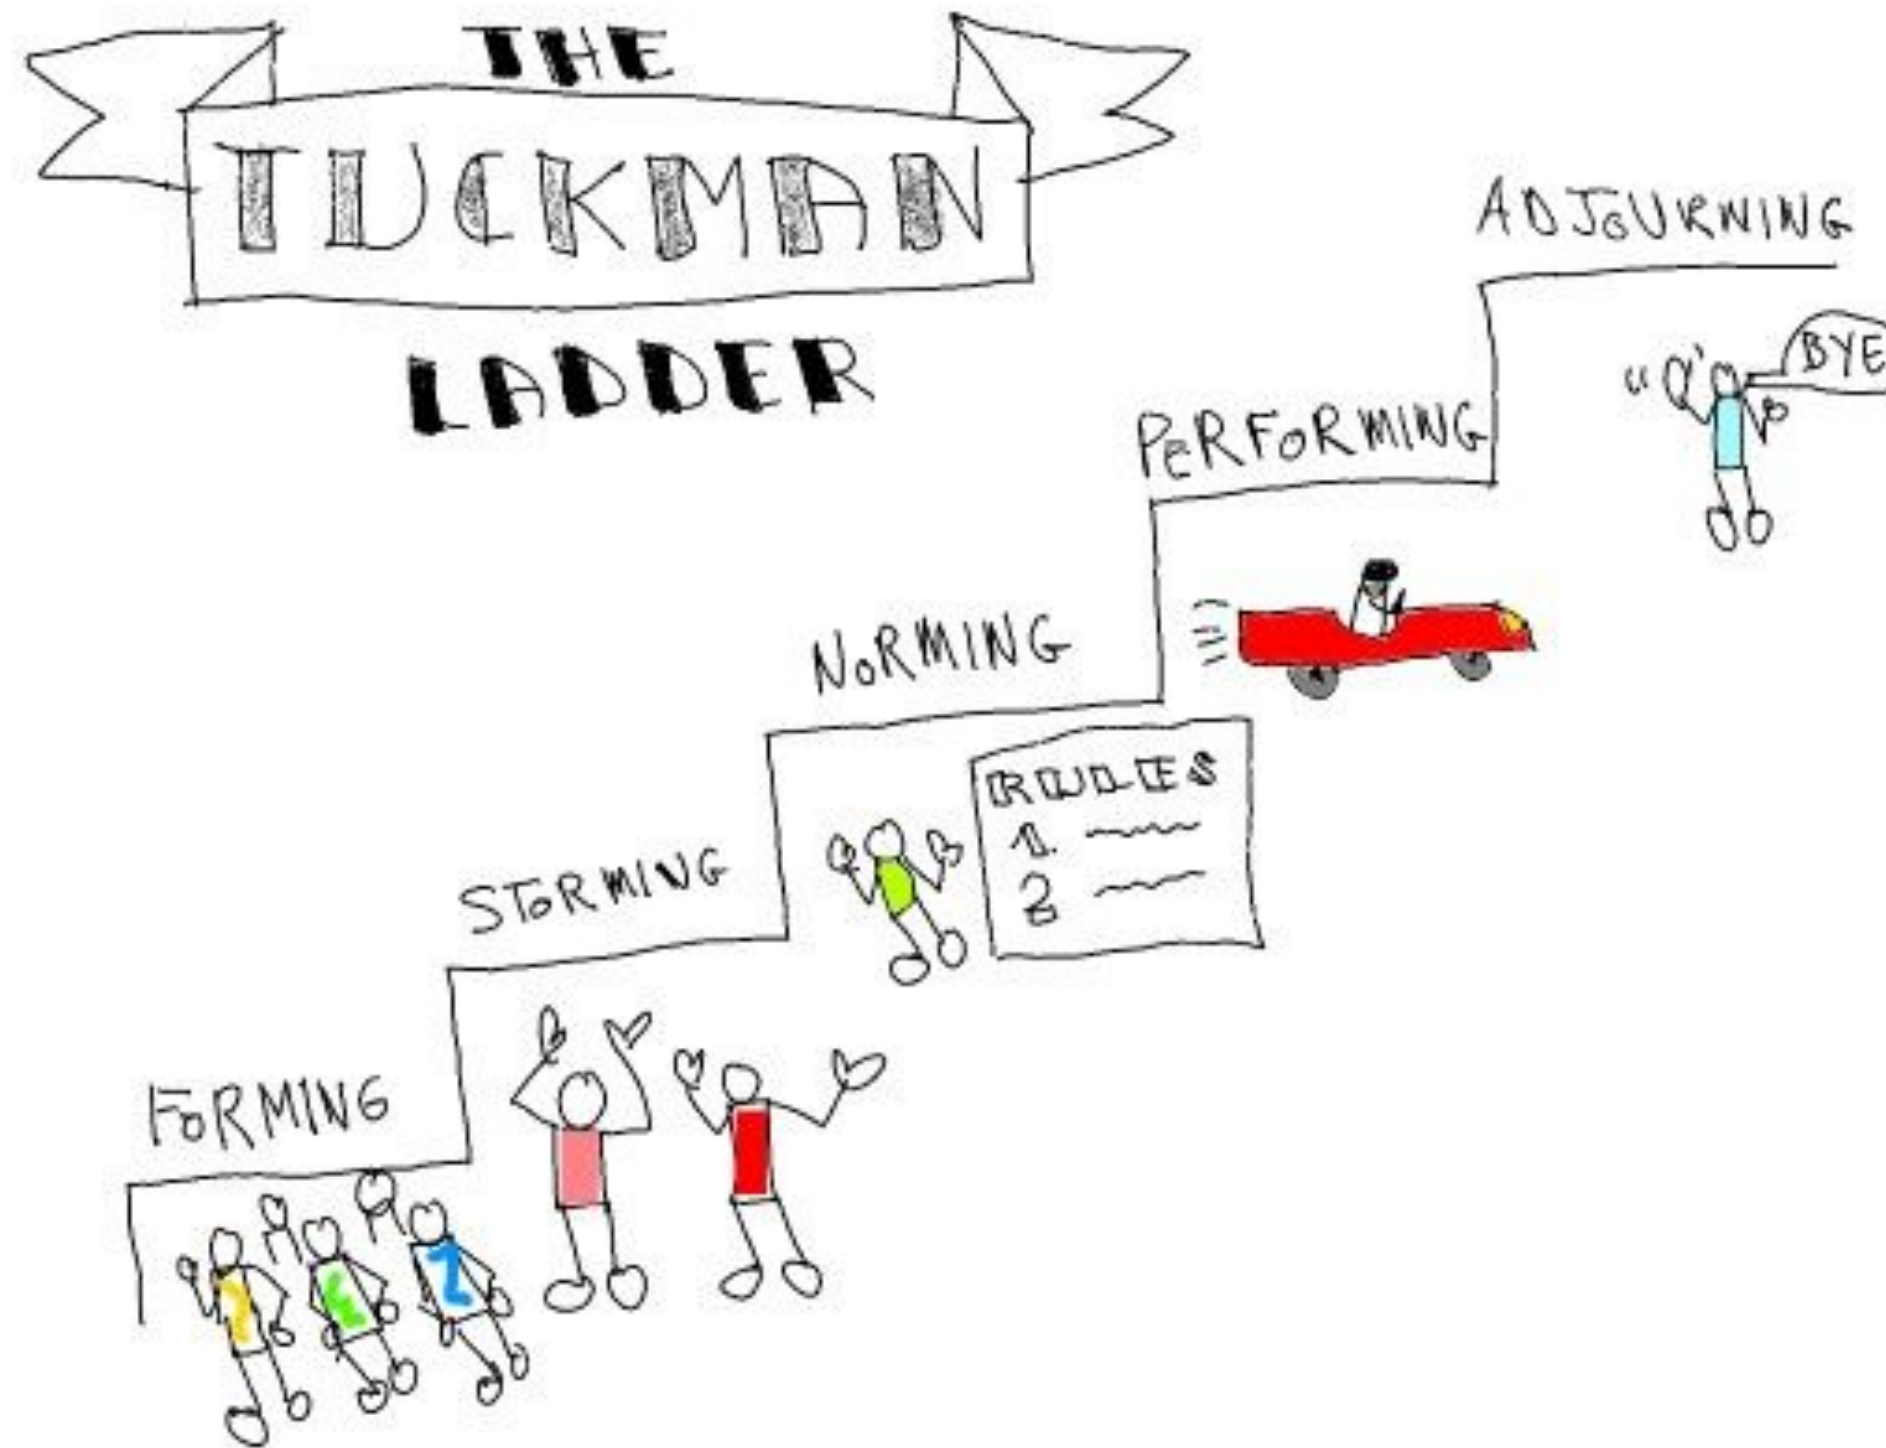 THE
TUCKMAN
LADDER
ADJOURNING
BYE
PERFORMING
NORMING
RULES
1.
2
STORMING
FORMING